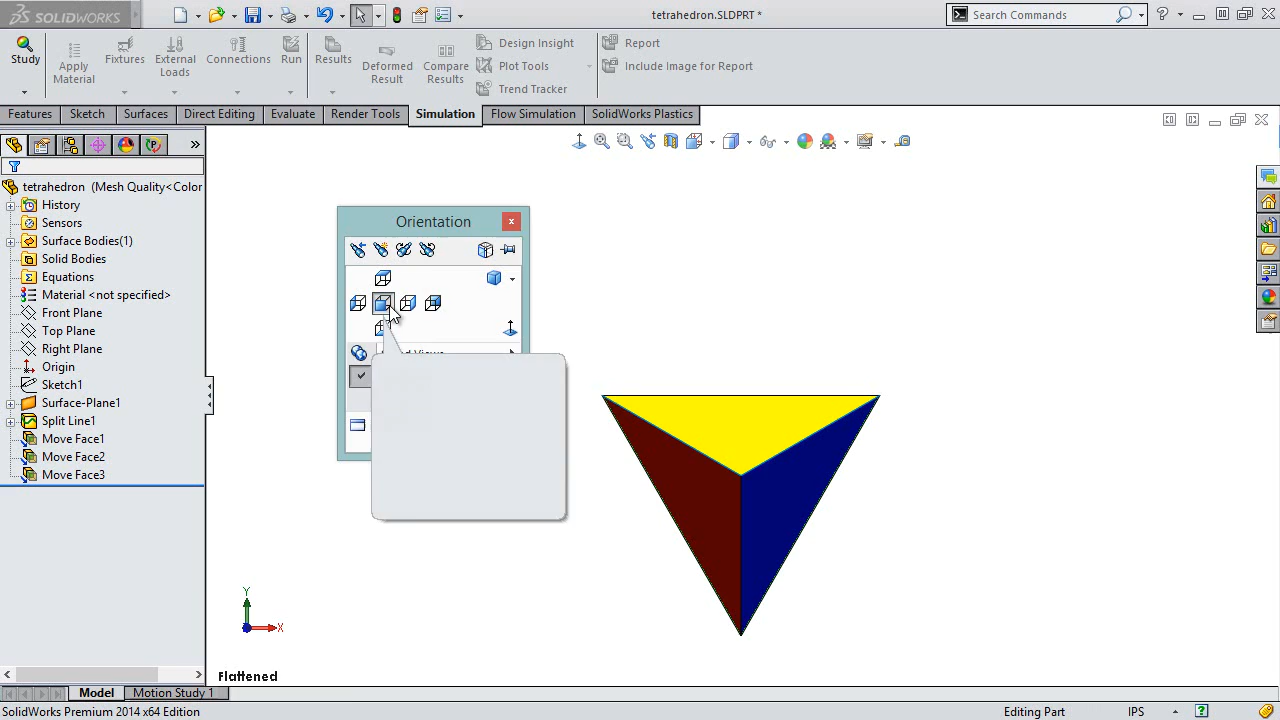 SOLIDWORKS
tetrahedron.SLDPRT *
Search Commands
Study
Apply Material
Fixtures
External Loads
Connections
Run
Results
Deformed Result
Compare Results
Design Insight
Plot Tools
Trend Tracker
Report
Include Image for Report
Features
Sketch
Surfaces
Direct Editing
Evaluate
Render Tools
Simulation
Flow Simulation
SolidWorks Plastics
tetrahedron (Mesh Quality<Color
History
Sensors
Surface Bodies(1)
Solid Bodies
Equations
Material <not specified>
Front Plane
Top Plane
Right Plane
Origin
Sketch1
Surface-Plane1
Split Line1
Move Face1
Move Face2
Move Face3
Orientation
Y
X
Flattened
Model
Motion Study 1
SolidWorks Premium 2014 x64 Edition
Editing Part
IPS